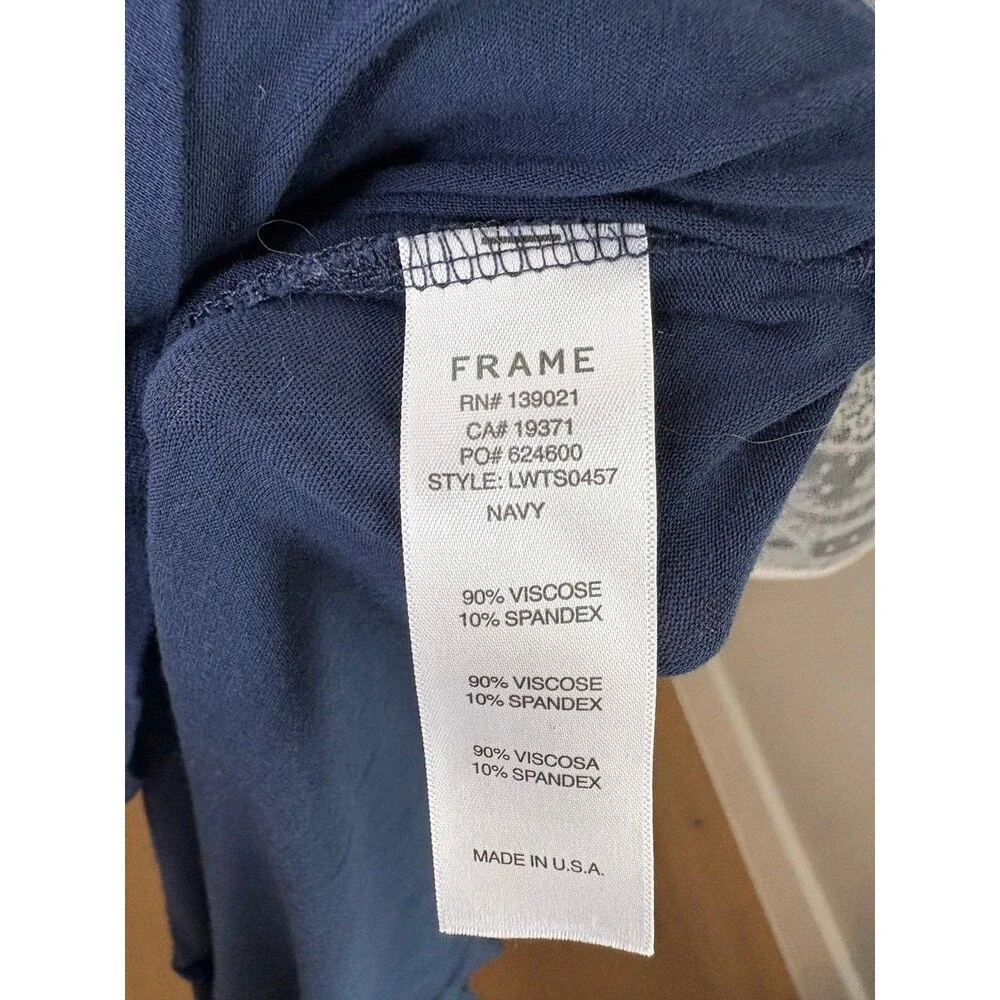 FRAME
RN# 139021
CA# 19371
PO# 624600
STYLE: LWTS0457
NAVY
90% VISCOSE
10% SPANDEX
90% VISCOSE
10% SPANDEX
90% VISCOSA
10% SPANDEX
MADE IN U.S.A.